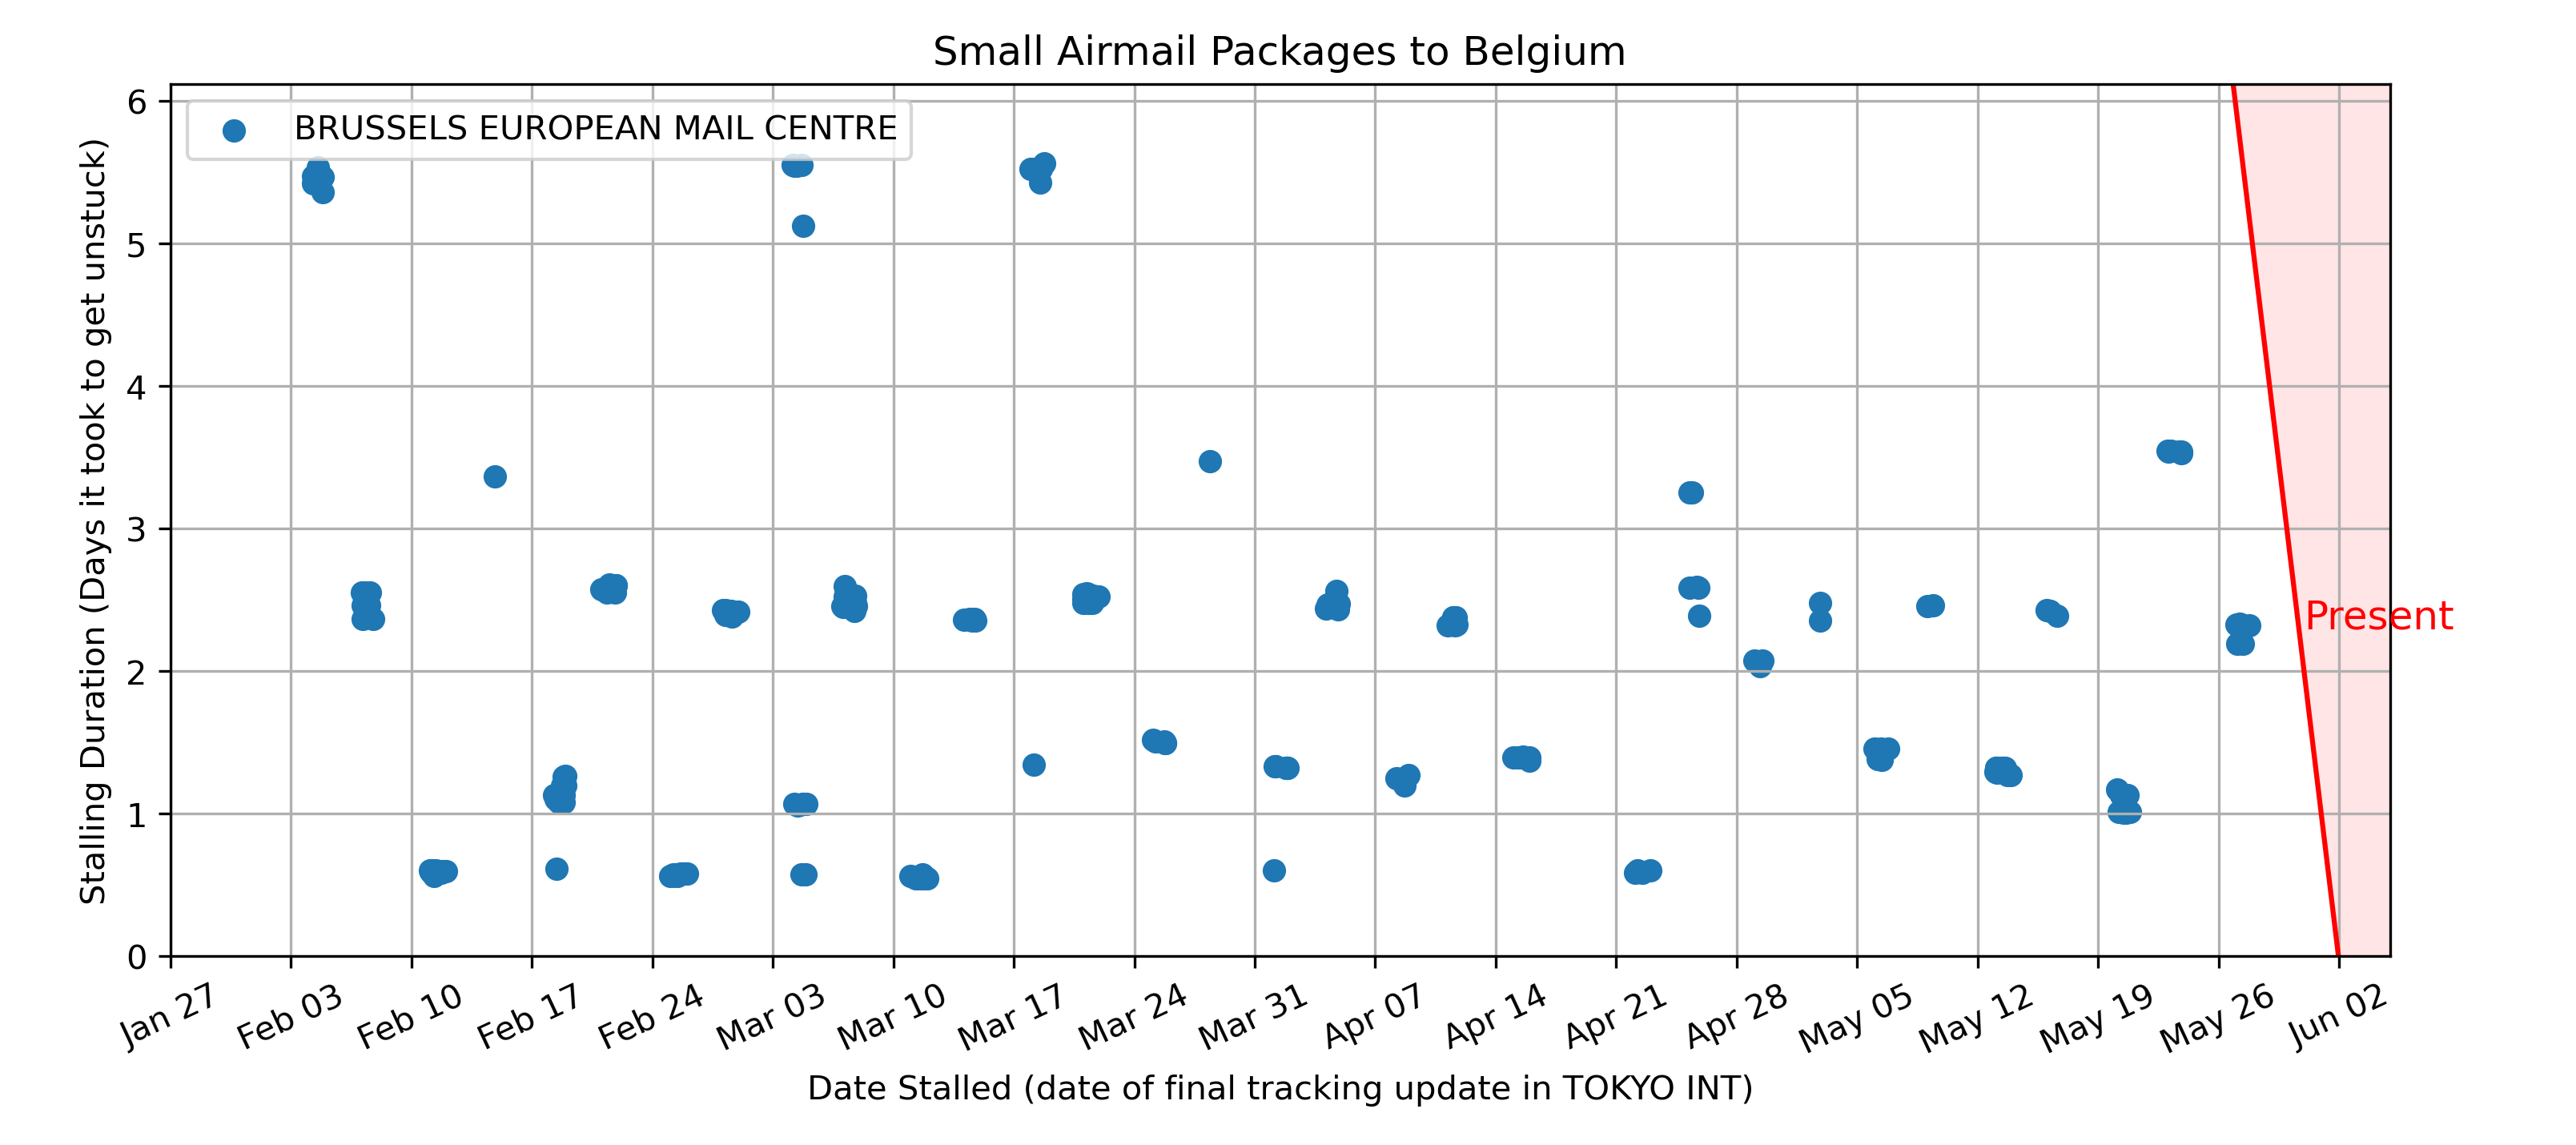 Small Airmail Packages to Belgium
BRUSSELS EUROPEAN MAIL CENTRE
Stalling Duration (Days it took to get unstuck)
6
5
4
3
2
1
0
Present
Jan 27
Feb 03
Feb 10
Feb 17
Feb 24
Mar 03
Mar 10
Mar 17
Mar 24
Mar 31
Apr 07
Apr 14
Apr 21
Apr 28
May 05
May 12
May 19
May 26
Jun 02
Date Stalled (date of final tracking update in TOKYO INT)